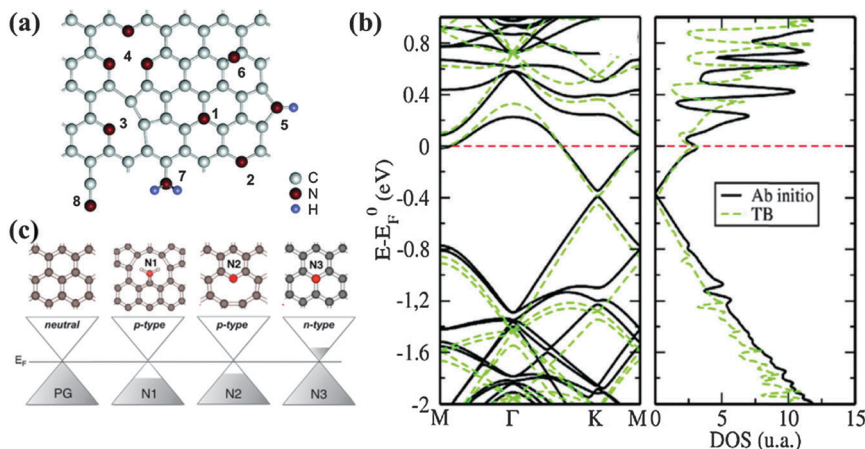 (a)
4
6
3
1
5
7
2
8
C
N
H
(c)
N1
N2
N3
neutral
p-type
p-type
n-type
E_F
PG
N1
N2
N3
(b)
E-E_F^0 (eV)
0.8
0.4
0
-0.4
-0.8
-1.2
-1.6
-2
M
Γ
K
M
Ab initio
TB
0
5
10
15
DOS (u.a.)